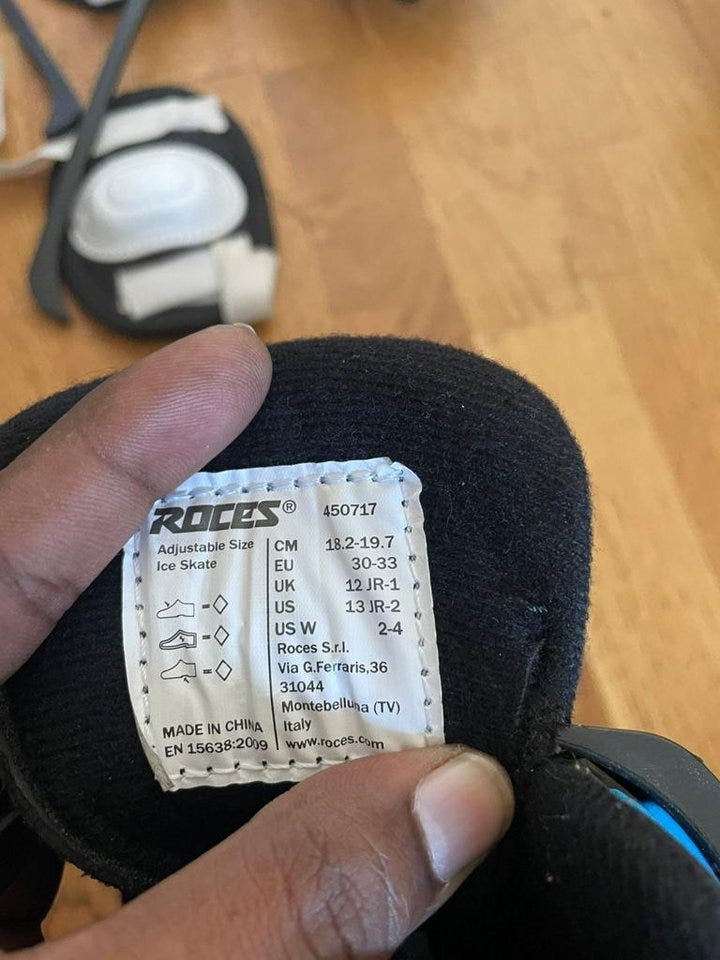 ROCES® 450717
Adjustable Size
Ice Skate
CM 18.2-19.7
EU 30-33
UK 12 JR-1
US 13 JR-2
US W 2-4
Roces S.r.l.
Via G.Ferraris,36
31044
Montebelluna (TV)
Italy
www.roces.com
MADE IN CHINA
EN 15638:2009